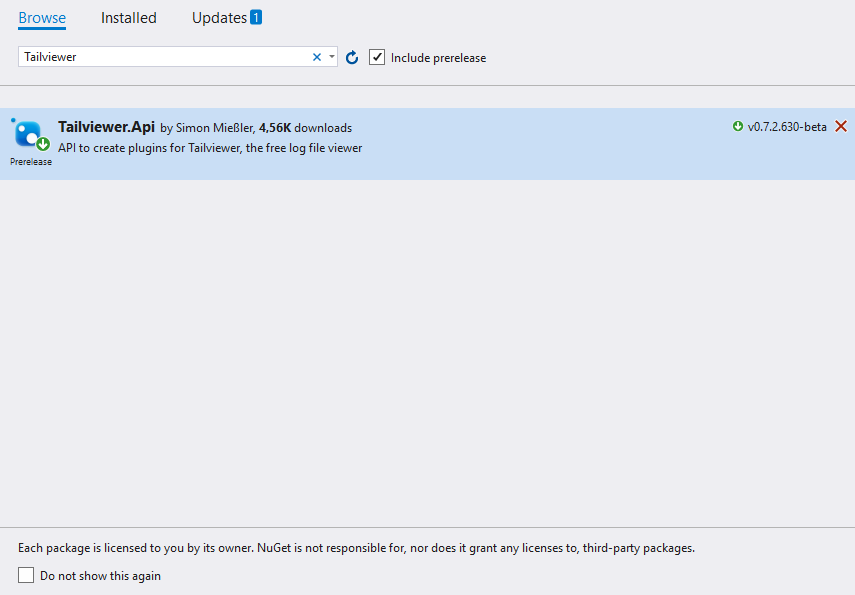 Browse Installed Updates 1
Tailviewer Include prerelease
Tailviewer.Api by Simon Mießler, 4,56K downloads v0.7.2.630-beta
API to create plugins for Tailviewer, the free log file viewer
Prerelease
Each package is licensed to you by its owner. NuGet is not responsible for, nor does it grant any licenses to, third-party packages.
Do not show this again